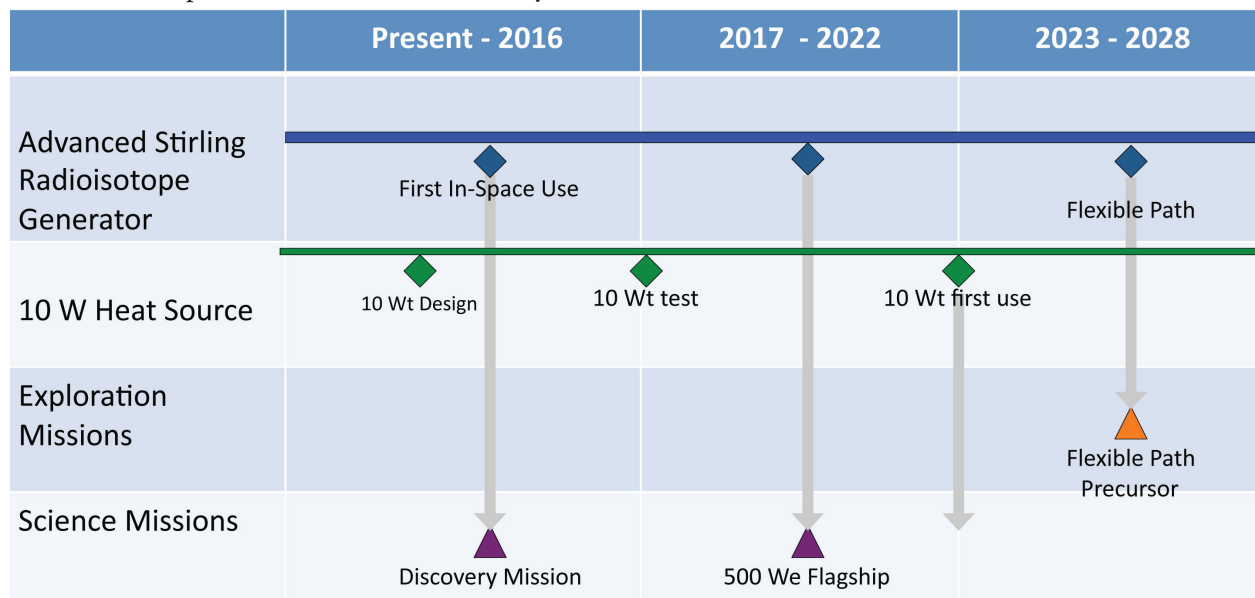 Present - 2016
2017 - 2022
2023 - 2028
Advanced Stirling
Radioisotope
Generator
First In-Space Use
Flexible Path
10 W Heat Source
10 Wt Design
10 Wt test
10 Wt first use
Exploration
Missions
Flexible Path
Precursor
Science Missions
Discovery Mission
500 We Flagship